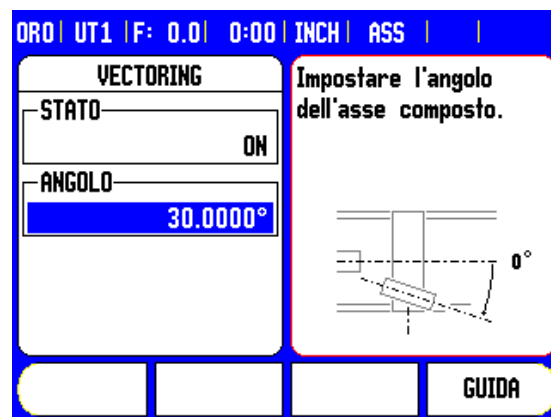 ORO| UT1 |F: 0.0| 0:00| INCH| ASS | |
VECTORING
STATO
ON
ANGOLO
30.0000°
Impostare l'angolo
dell'asse composto.
0°
GUIDA